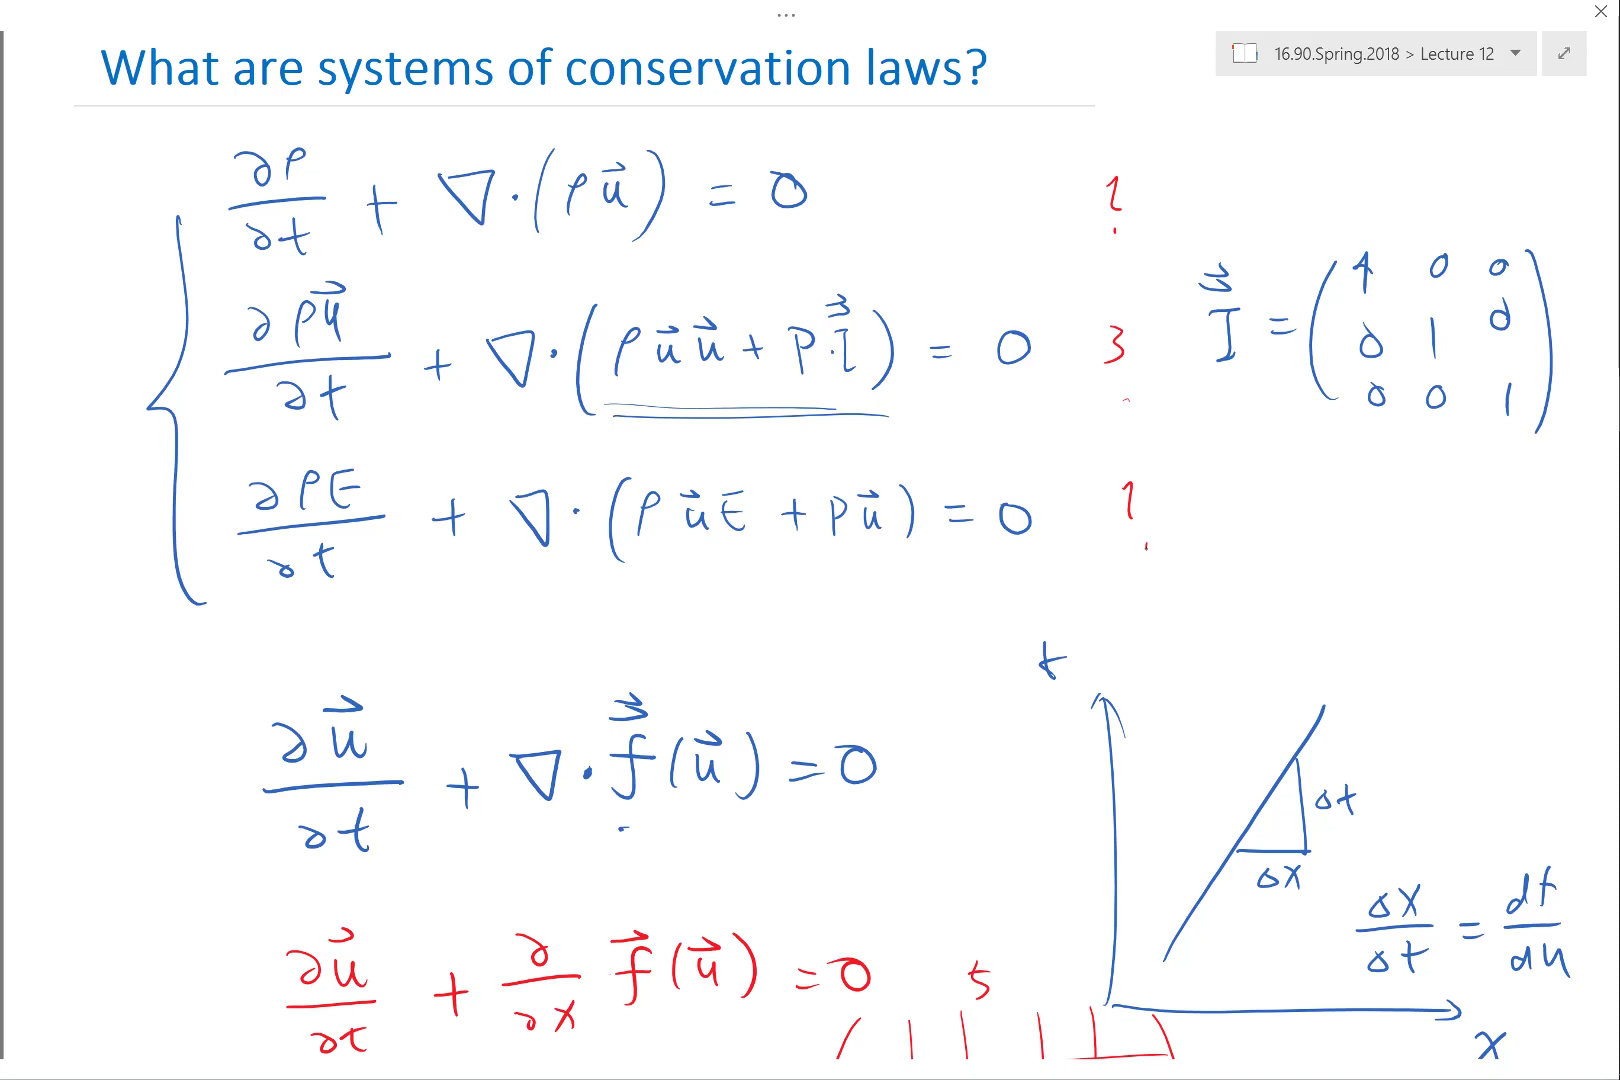 ...
What are systems of conservation laws?
16.90.Spring.2018 > Lecture 12
∂ρ/∂t + ∇·(ρu⃗) = 0 1
∂ρu⃗/∂t + ∇·(ρu⃗u⃗ + p·I⃗⃗) = 0 3
I⃗⃗ = (1 0 0
0 1 0
0 0 1)
∂ρE/∂t + ∇·(ρu⃗E + pu⃗) = 0 1
∂u⃗/∂t + ∇·f⃗⃗(u⃗) = 0
t
Δt
Δx
Δx/Δt = df/du
x
∂u⃗/∂t + ∂/∂x f⃗(u⃗) = 0 5